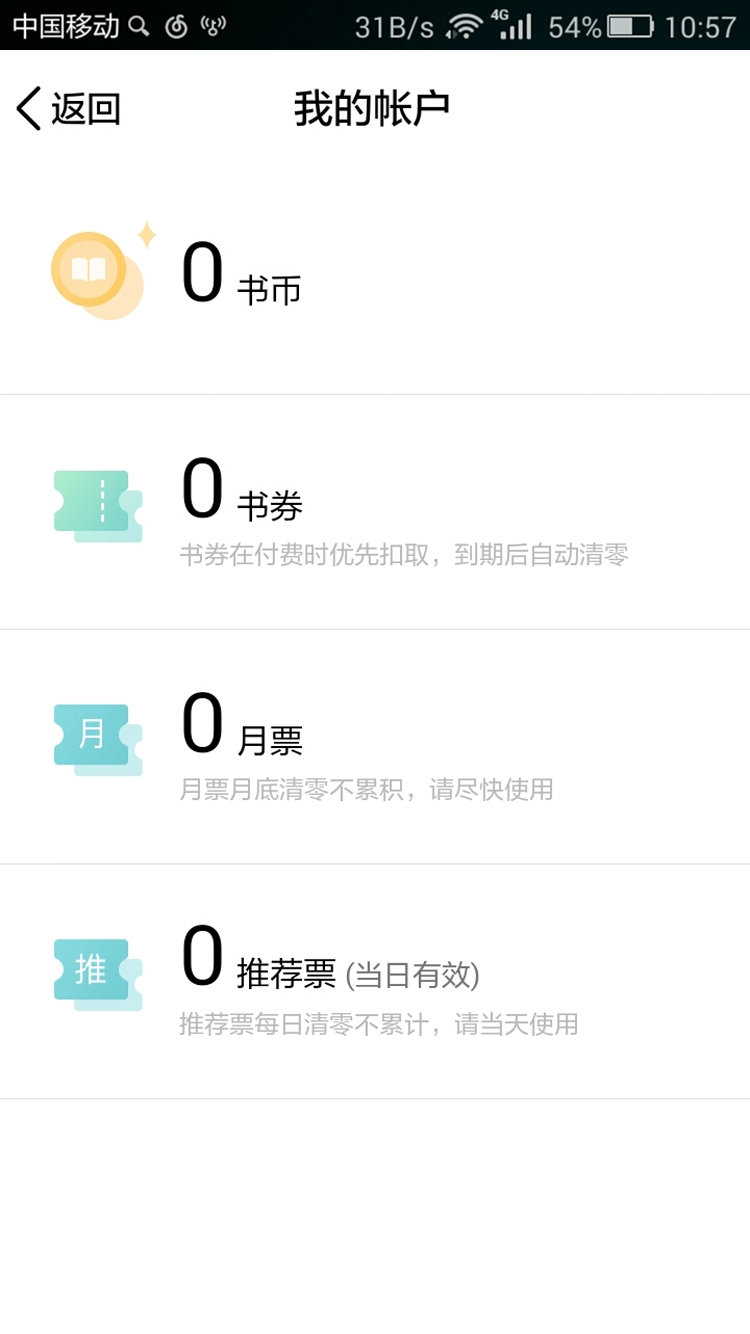 中国移动 31B/s 4G 54% 10:57
返回 我的帐户
0 书币
0 书券
书券在付费时优先扣取，到期后自动清零
月 0 月票
月票月底清零不累积，请尽快使用
推 0 推荐票 (当日有效)
推荐票每日清零不累计，请当天使用